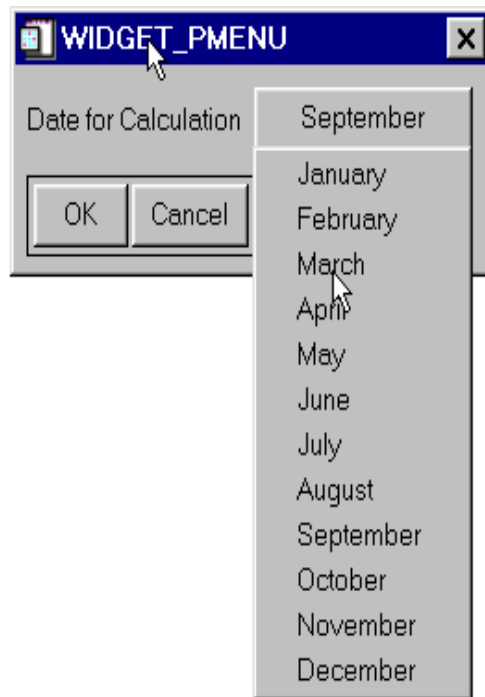 WIDGET_PMENU
Date for Calculation September
January
OK Cancel
February
March
April
May
June
July
August
September
October
November
December